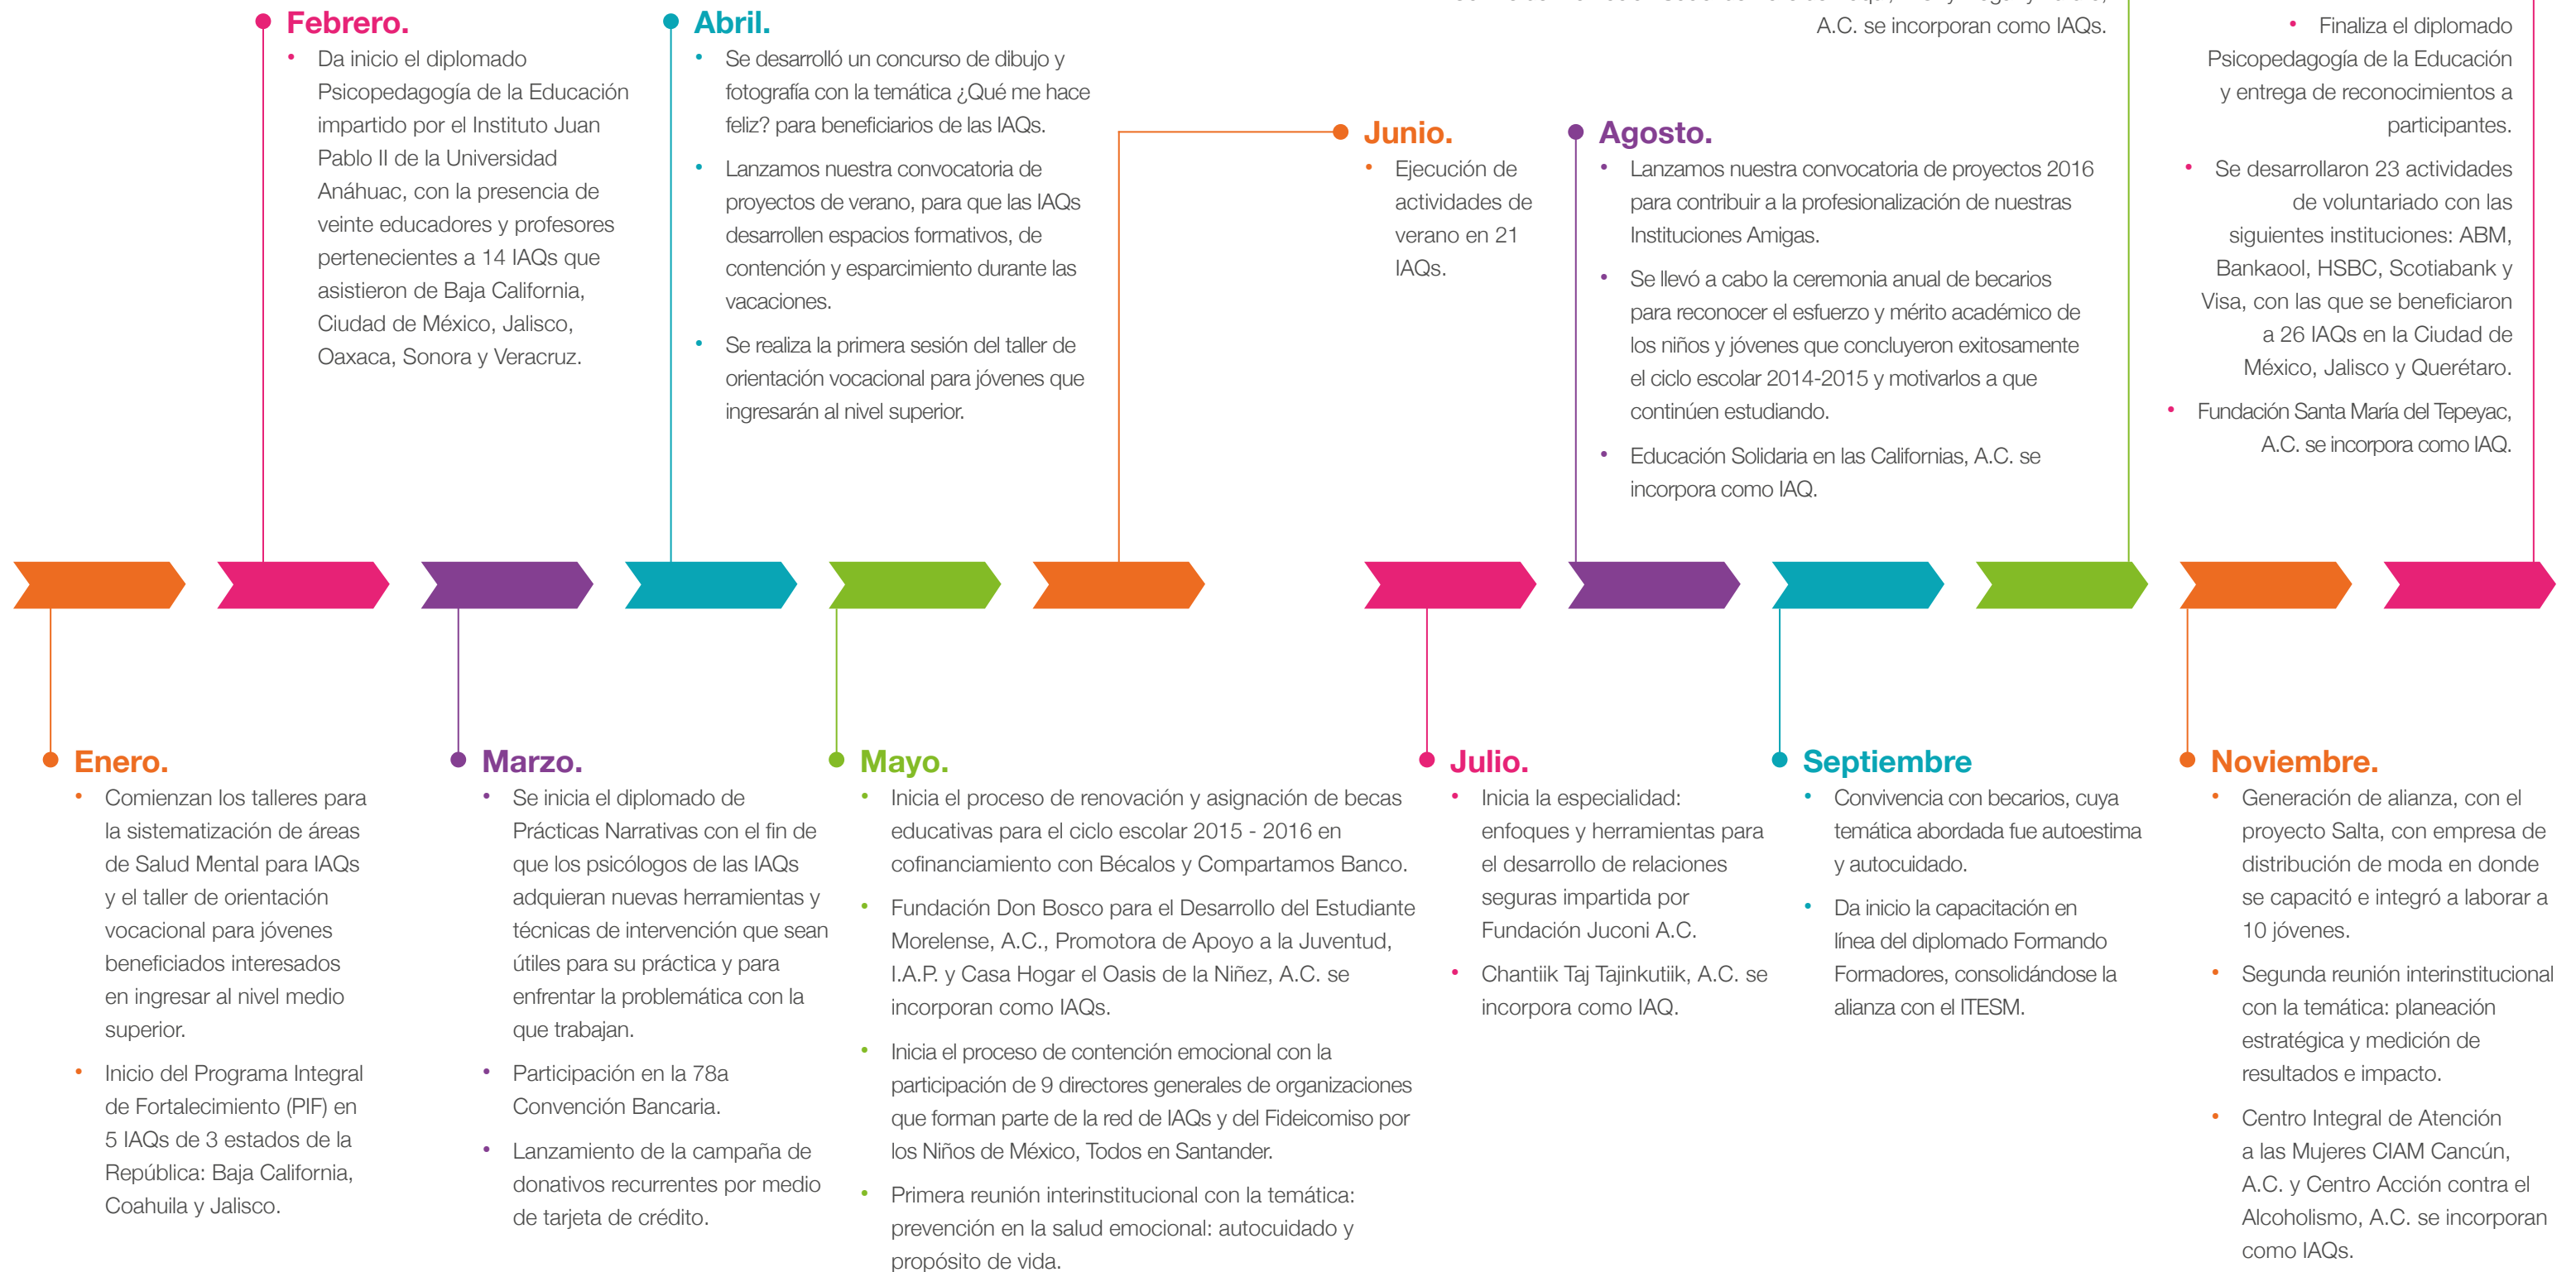 Febrero.
• Da inicio el diplomado
Psicopedagogía de la Educación
impartido por el Instituto Juan
Pablo II de la Universidad
Anáhuac, con la presencia de
veinte educadores y profesores
pertenecientes a 14 IAQs que
asistieron de Baja California,
Ciudad de México, Jalisco,
Oaxaca, Sonora y Veracruz.
Abril.
• Se desarrolló un concurso de dibujo y
fotografía con la temática ¿Qué me hace
feliz? para beneficiarios de las IAQs.
• Lanzamos nuestra convocatoria de
proyectos de verano, para que las IAQs
desarrollen espacios formativos, de
contención y esparcimiento durante las
vacaciones.
• Se realiza la primera sesión del taller de
orientación vocacional para jóvenes que
ingresarán al nivel superior.
Junio.
• Ejecución de
actividades de
verano en 21
IAQs.
Agosto.
• Lanzamos nuestra convocatoria de proyectos 2016
para contribuir a la profesionalización de nuestras
Instituciones Amigas.
• Se llevó a cabo la ceremonia anual de becarios
para reconocer el esfuerzo y mérito académico de
los niños y jóvenes que concluyeron exitosamente
el ciclo escolar 2014-2015 y motivarlos a que
continúen estudiando.
• Educación Solidaria en las Californias, A.C. se
incorpora como IAQ.
A.C. se incorporan como IAQs.
• Finaliza el diplomado
Psicopedagogía de la Educación
y entrega de reconocimientos a
participantes.
• Se desarrollaron 23 actividades
de voluntariado con las
siguientes instituciones: ABM,
Bankaool, HSBC, Scotiabank y
Visa, con las que se beneficiaron
a 26 IAQs en la Ciudad de
México, Jalisco y Querétaro.
• Fundación Santa María del Tepeyac,
A.C. se incorpora como IAQ.
Enero.
• Comienzan los talleres para
la sistematización de áreas
de Salud Mental para IAQs
y el taller de orientación
vocacional para jóvenes
beneficiados interesados
en ingresar al nivel medio
superior.
• Inicio del Programa Integral
de Fortalecimiento (PIF) en
5 IAQs de 3 estados de la
República: Baja California,
Coahuila y Jalisco.
Marzo.
• Se inicia el diplomado de
Prácticas Narrativas con el fin de
que los psicólogos de las IAQs
adquieran nuevas herramientas y
técnicas de intervención que sean
útiles para su práctica y para
enfrentar la problemática con la
que trabajan.
• Participación en la 78a
Convención Bancaria.
• Lanzamiento de la campaña de
donativos recurrentes por medio
de tarjeta de crédito.
Mayo.
• Inicia el proceso de renovación y asignación de becas
educativas para el ciclo escolar 2015 - 2016 en
cofinanciamiento con Bécalos y Compartamos Banco.
• Fundación Don Bosco para el Desarrollo del Estudiante
Morelense, A.C., Promotora de Apoyo a la Juventud,
I.A.P. y Casa Hogar el Oasis de la Niñez, A.C. se
incorporan como IAQs.
• Inicia el proceso de contención emocional con la
participación de 9 directores generales de organizaciones
que forman parte de la red de IAQs y del Fideicomiso por
los Niños de México, Todos en Santander.
• Primera reunión interinstitucional con la temática:
prevención en la salud emocional: autocuidado y
propósito de vida.
Julio.
• Inicia la especialidad:
enfoques y herramientas para
el desarrollo de relaciones
seguras impartida por
Fundación Juconi A.C.
• Chantiik Taj Tajinkutiik, A.C. se
incorpora como IAQ.
Septiembre
• Convivencia con becarios, cuya
temática abordada fue autoestima
y autocuidado.
• Da inicio la capacitación en
línea del diplomado Formando
Formadores, consolidándose la
alianza con el ITESM.
Noviembre.
• Generación de alianza, con el
proyecto Salta, con empresa de
distribución de moda en donde
se capacitó e integró a laborar a
10 jóvenes.
• Segunda reunión interinstitucional
con la temática: planeación
estratégica y medición de
resultados e impacto.
• Centro Integral de Atención
a las Mujeres CIAM Cancún,
A.C. y Centro Acción contra el
Alcoholismo, A.C. se incorporan
como IAQs.